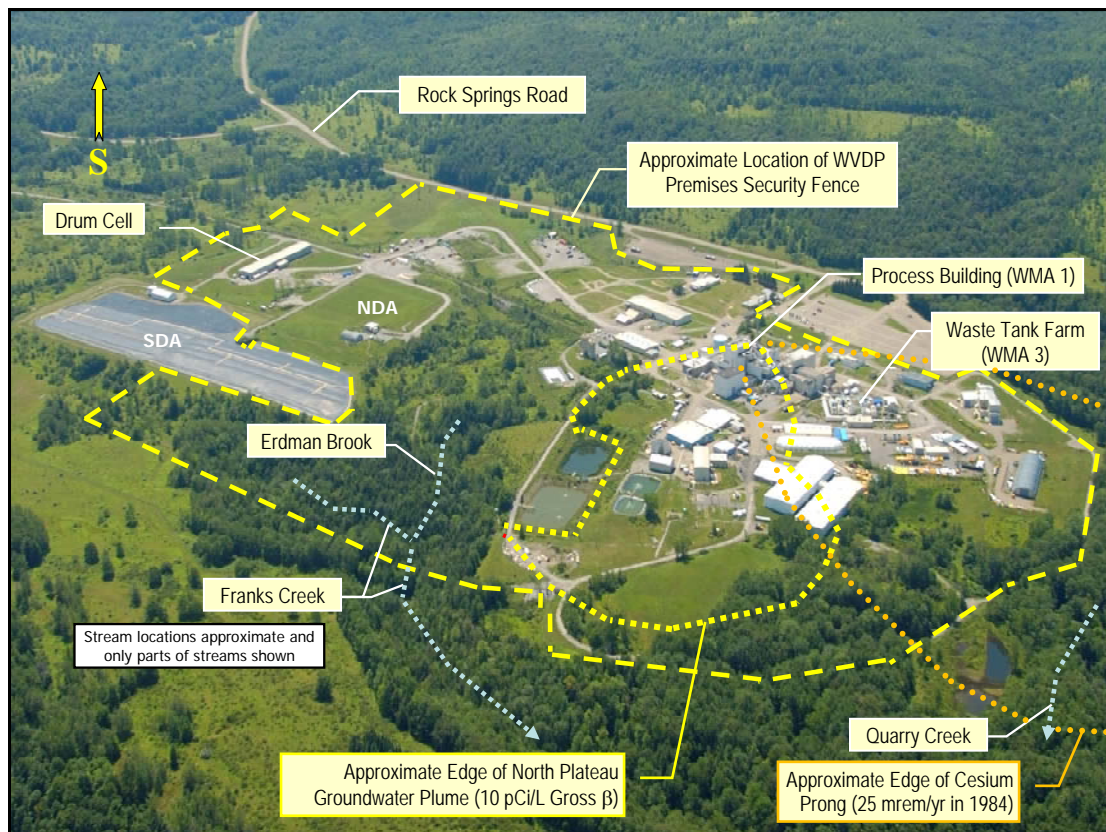 Rock Springs Road
S
Approximate Location of WVDP
Premises Security Fence
Drum Cell
Process Building (WMA 1)
NDA
Waste Tank Farm
(WMA 3)
SDA
Erdman Brook
Franks Creek
Stream locations approximate and
only parts of streams shown
Quarry Creek
Approximate Edge of North Plateau
Groundwater Plume (10 pCi/L Gross β)
Approximate Edge of Cesium
Prong (25 mrem/yr in 1984)